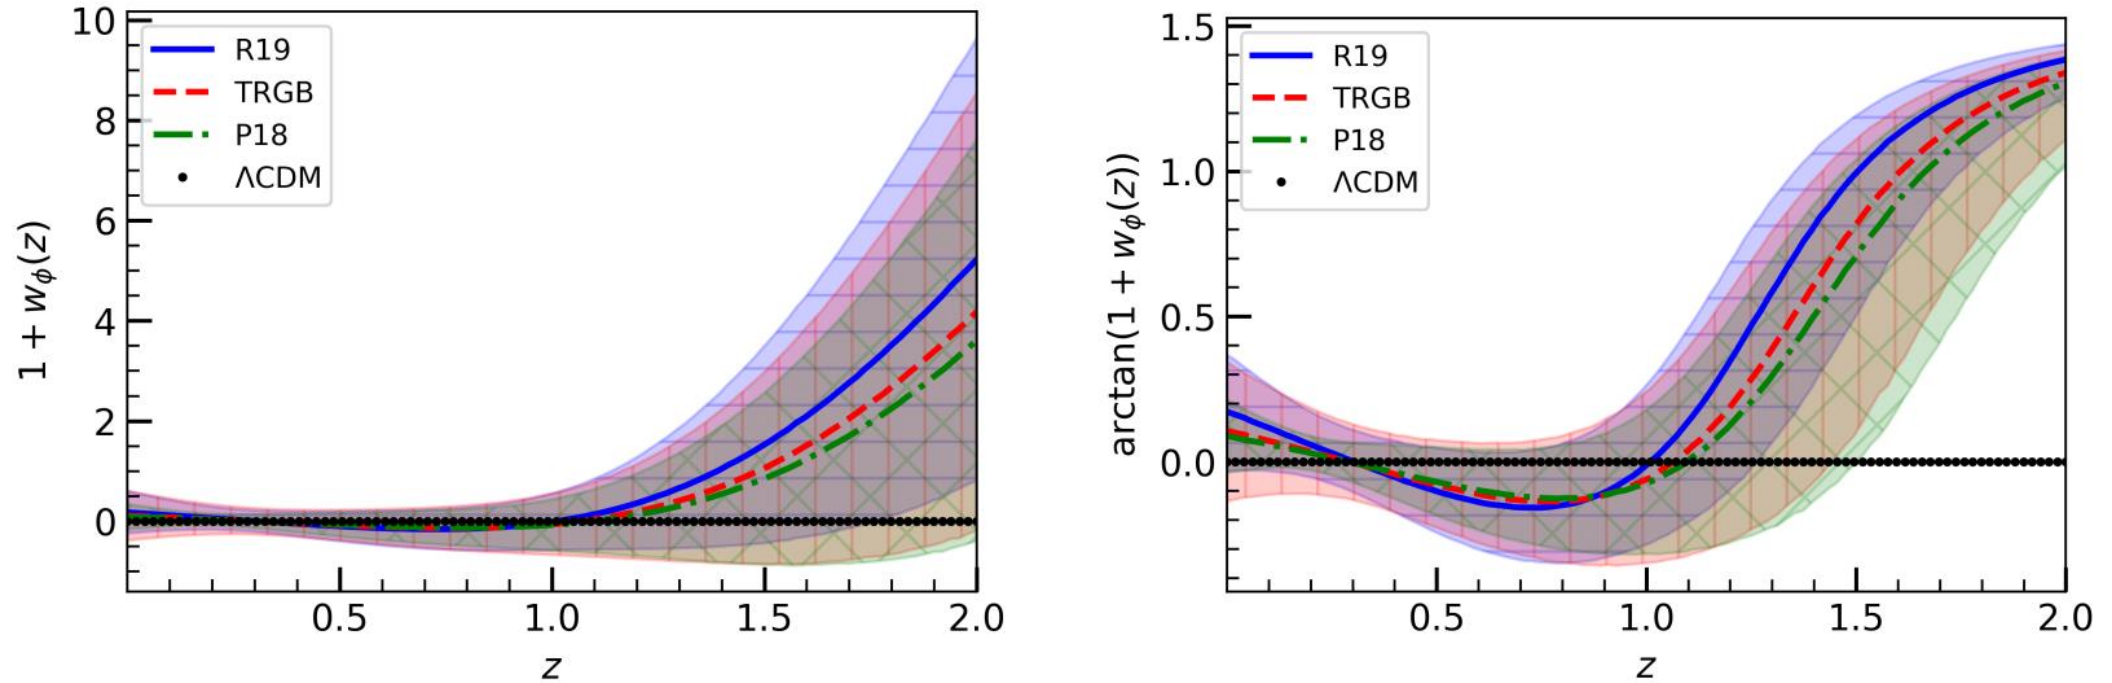 10
8
6
4
2
0
1 + wϕ(z)
R19
TRGB
P18
ΛCDM
0.5 1.0 1.5 2.0
z
1.5
1.0
0.5
0.0
arctan(1 + wϕ(z))
R19
TRGB
P18
ΛCDM
0.5 1.0 1.5 2.0
z